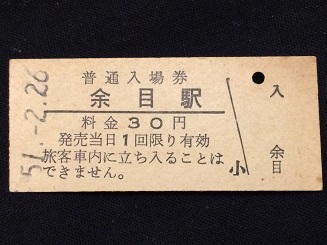 51.-2.26
普通入場券
余目駅
料金30円
発売当日1回限り有効
旅客車内に立ち入ることは
できません。
小
入
余目